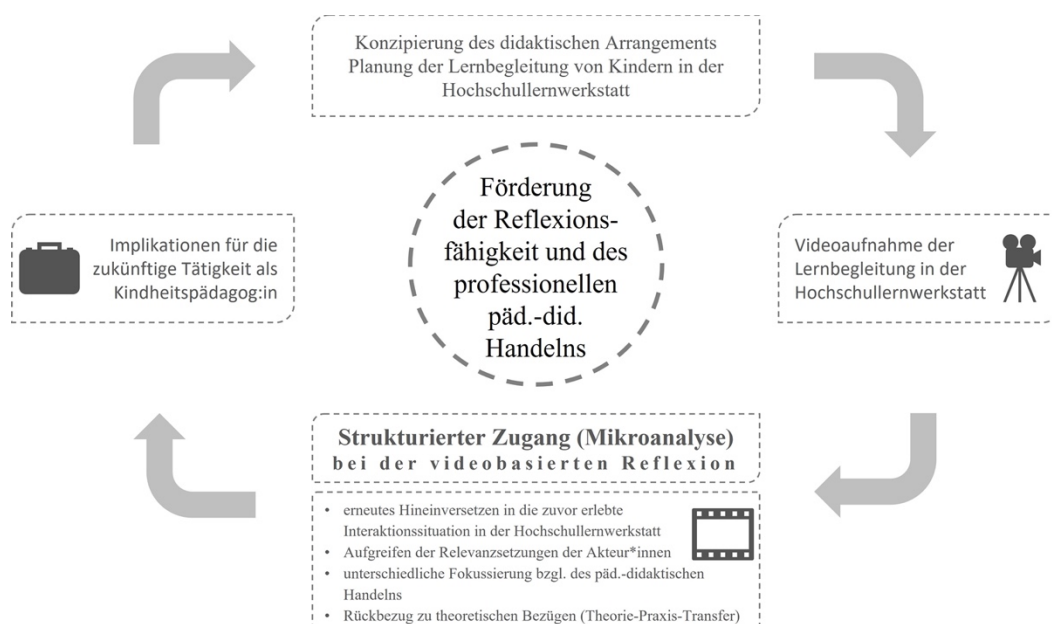 Konzipierung des didaktischen Arrangements
Planung der Lernbegleitung von Kindern in der
Hochschullernwerkstatt
Förderung
der Reflexions-
fähigkeit und des
professionellen
päd.-did.
Handelns
Implikationen für die
zukünftige Tätigkeit als
Kindheitspädagog:in
Videoaufnahme der
Lernbegleitung in der
Hochschullernwerkstatt
Strukturierter Zugang (Mikroanalyse)
bei der videobasierten Reflexion
• erneutes Hineinversetzen in die zuvor erlebte
Interaktionssituation in der Hochschullernwerkstatt
• Aufgreifen der Relevanzsetzungen der Akteur*innen
• unterschiedliche Fokussierung bzgl. des päd.-didaktischen
Handelns
• Rückbezug zu theoretischen Bezügen (Theorie-Praxis-Transfer)